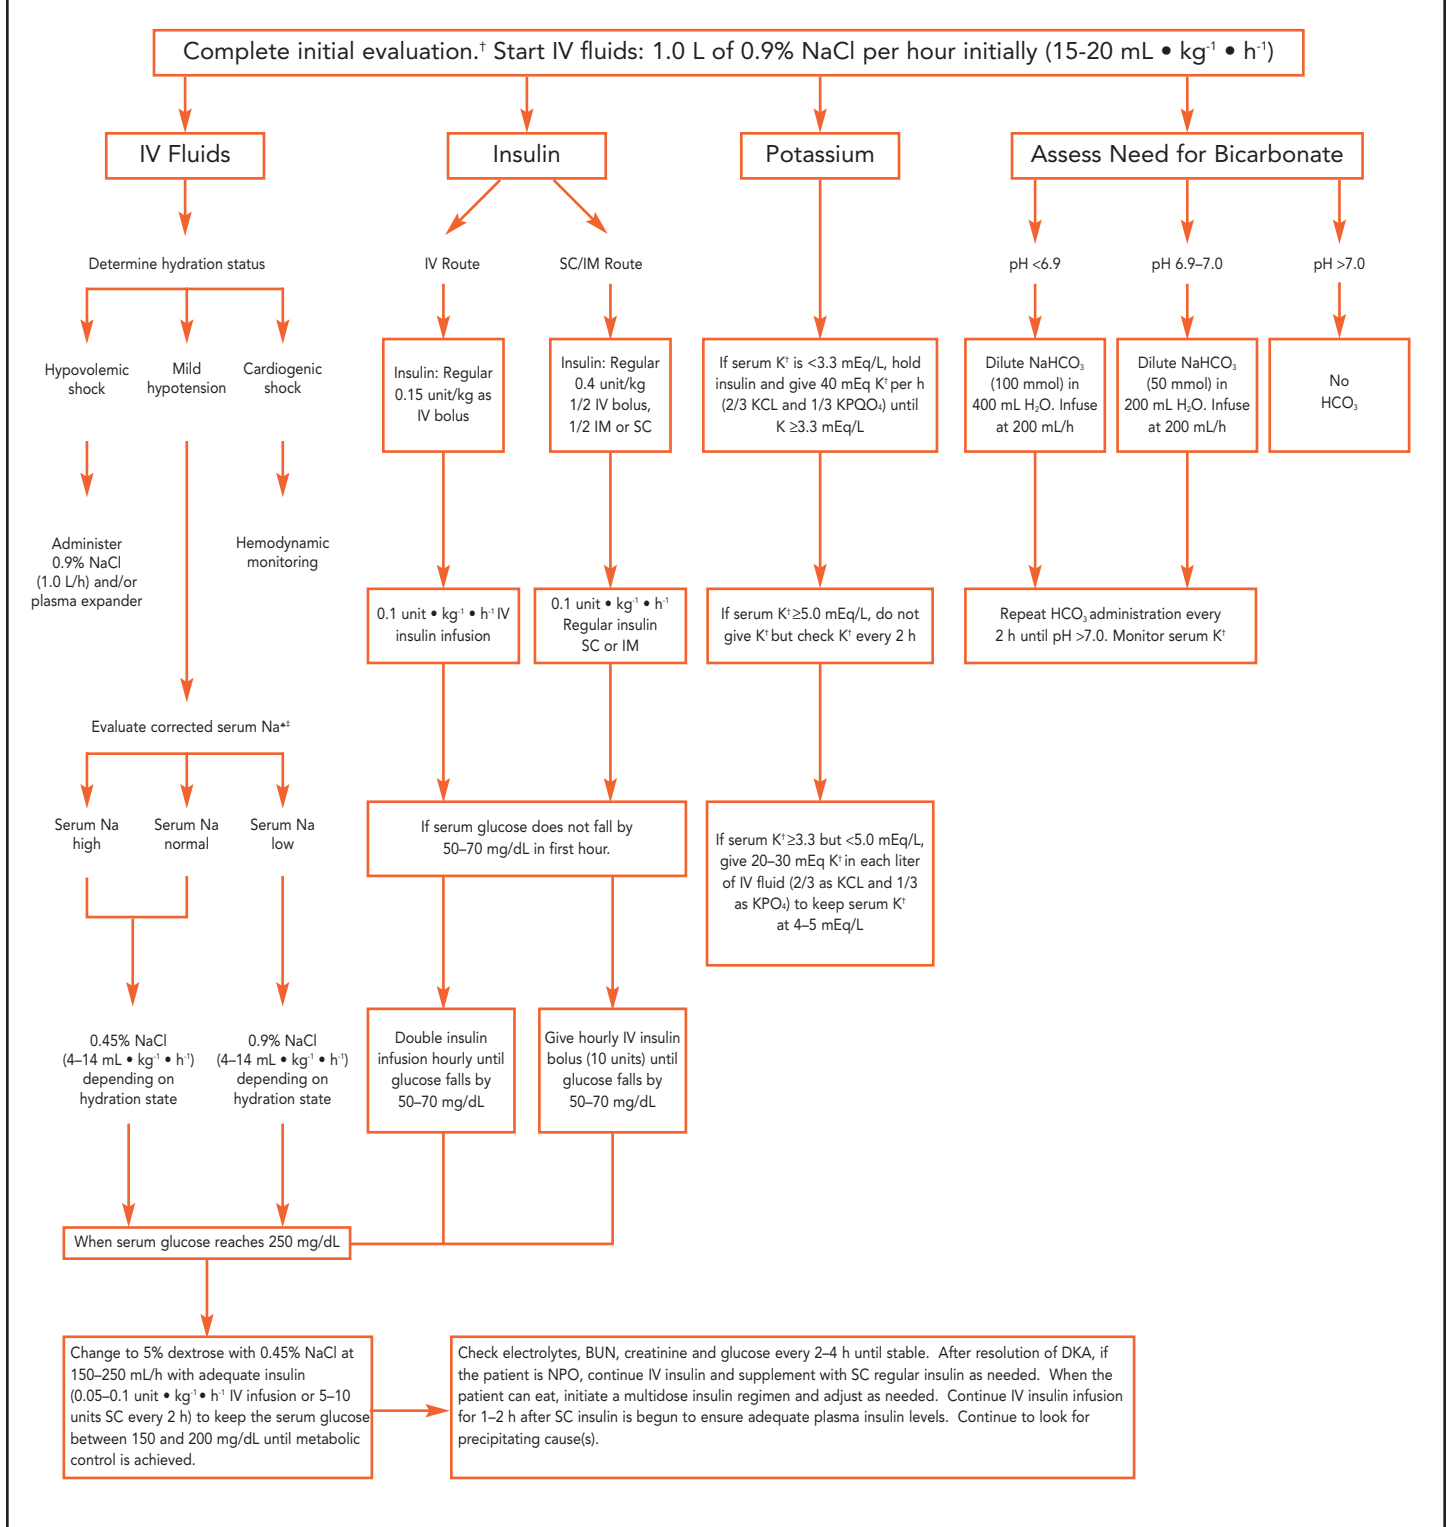 Complete initial evaluation.† Start IV fluids: 1.0 L of 0.9% NaCl per hour initially (15-20 mL • kg⁻¹ • h⁻¹)
IV Fluids
Determine hydration status
Hypovolemic
shock
Mild
hypotension
Cardiogenic
shock
Administer
0.9% NaCl
(1.0 L/h) and/or
plasma expander
Hemodynamic
monitoring
Evaluate corrected serum Na⁺‡
Serum Na
high
Serum Na
normal
Serum Na
low
0.45% NaCl
(4–14 mL • kg⁻¹ • h⁻¹)
depending on
hydration state
0.9% NaCl
(4–14 mL • kg⁻¹ • h⁻¹)
depending on
hydration state
Insulin
IV Route
SC/IM Route
Insulin: Regular
0.15 unit/kg as
IV bolus
Insulin: Regular
0.4 unit/kg
1/2 IV bolus,
1/2 IM or SC
0.1 unit • kg⁻¹ • h⁻¹ IV
insulin infusion
0.1 unit • kg⁻¹ • h⁻¹
Regular insulin
SC or IM
If serum glucose does not fall by
50–70 mg/dL in first hour.
Double insulin
infusion hourly until
glucose falls by
50–70 mg/dL
Give hourly IV insulin
bolus (10 units) until
glucose falls by
50–70 mg/dL
Potassium
If serum K† is <3.3 mEq/L, hold
insulin and give 40 mEq K† per h
(2/3 KCL and 1/3 KPQO₄) until
K ≥3.3 mEq/L
If serum K† ≥5.0 mEq/L, do not
give K† but check K† every 2 h
If serum K† ≥3.3 but <5.0 mEq/L,
give 20–30 mEq K† in each liter
of IV fluid (2/3 as KCL and 1/3
as KPO₄) to keep serum K†
at 4–5 mEq/L
Assess Need for Bicarbonate
pH <6.9
pH 6.9–7.0
pH >7.0
Dilute NaHCO₃
(100 mmol) in
400 mL H₂O. Infuse
at 200 mL/h
Dilute NaHCO₃
(50 mmol) in
200 mL H₂O. Infuse
at 200 mL/h
No
HCO₃
Repeat HCO₃ administration every
2 h until pH >7.0. Monitor serum K†
When serum glucose reaches 250 mg/dL
Change to 5% dextrose with 0.45% NaCl at
150–250 mL/h with adequate insulin
(0.05–0.1 unit • kg⁻¹ • h⁻¹ IV infusion or 5–10
units SC every 2 h) to keep the serum glucose
between 150 and 200 mg/dL until metabolic
control is achieved.
Check electrolytes, BUN, creatinine and glucose every 2–4 h until stable. After resolution of DKA, if
the patient is NPO, continue IV insulin and supplement with SC regular insulin as needed. When the
patient can eat, initiate a multidose insulin regimen and adjust as needed. Continue IV insulin infusion
for 1–2 h after SC insulin is begun to ensure adequate plasma insulin levels. Continue to look for
precipitating cause(s).